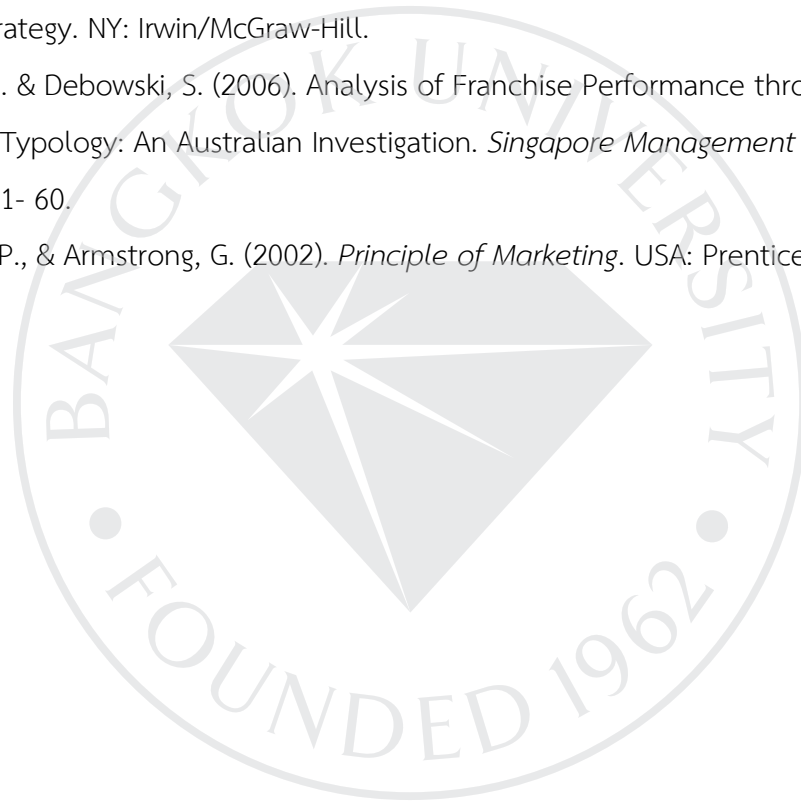 rategy. NY: Irwin/McGraw-Hill.
. & Debowski, S. (2006). Analysis of Franchise Performance thro
Typology: An Australian Investigation. Singapore Management
1- 60.
P., & Armstrong, G. (2002). Principle of Marketing. USA: Prentice
BANGKOK UNIVERSITY
FOUNDED 1962